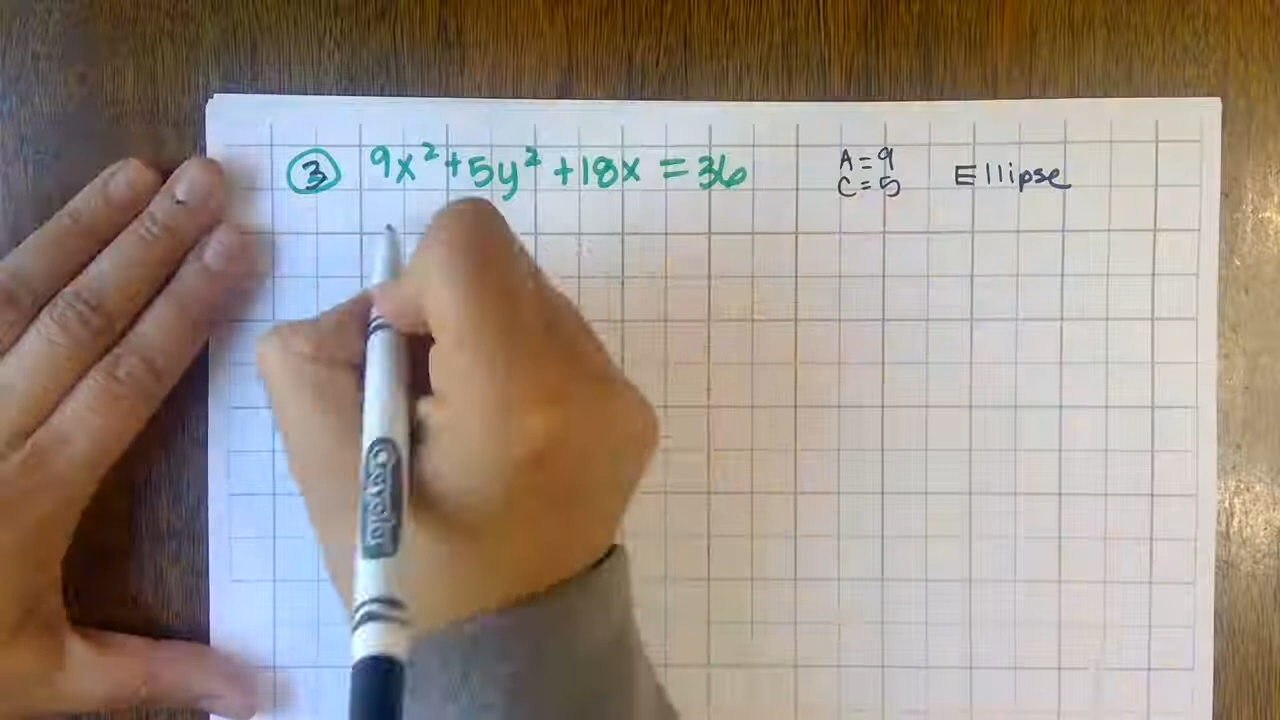 ③ 9x² + 5y² + 18x = 36
A = 9
C = 5
Ellipse
Crayola